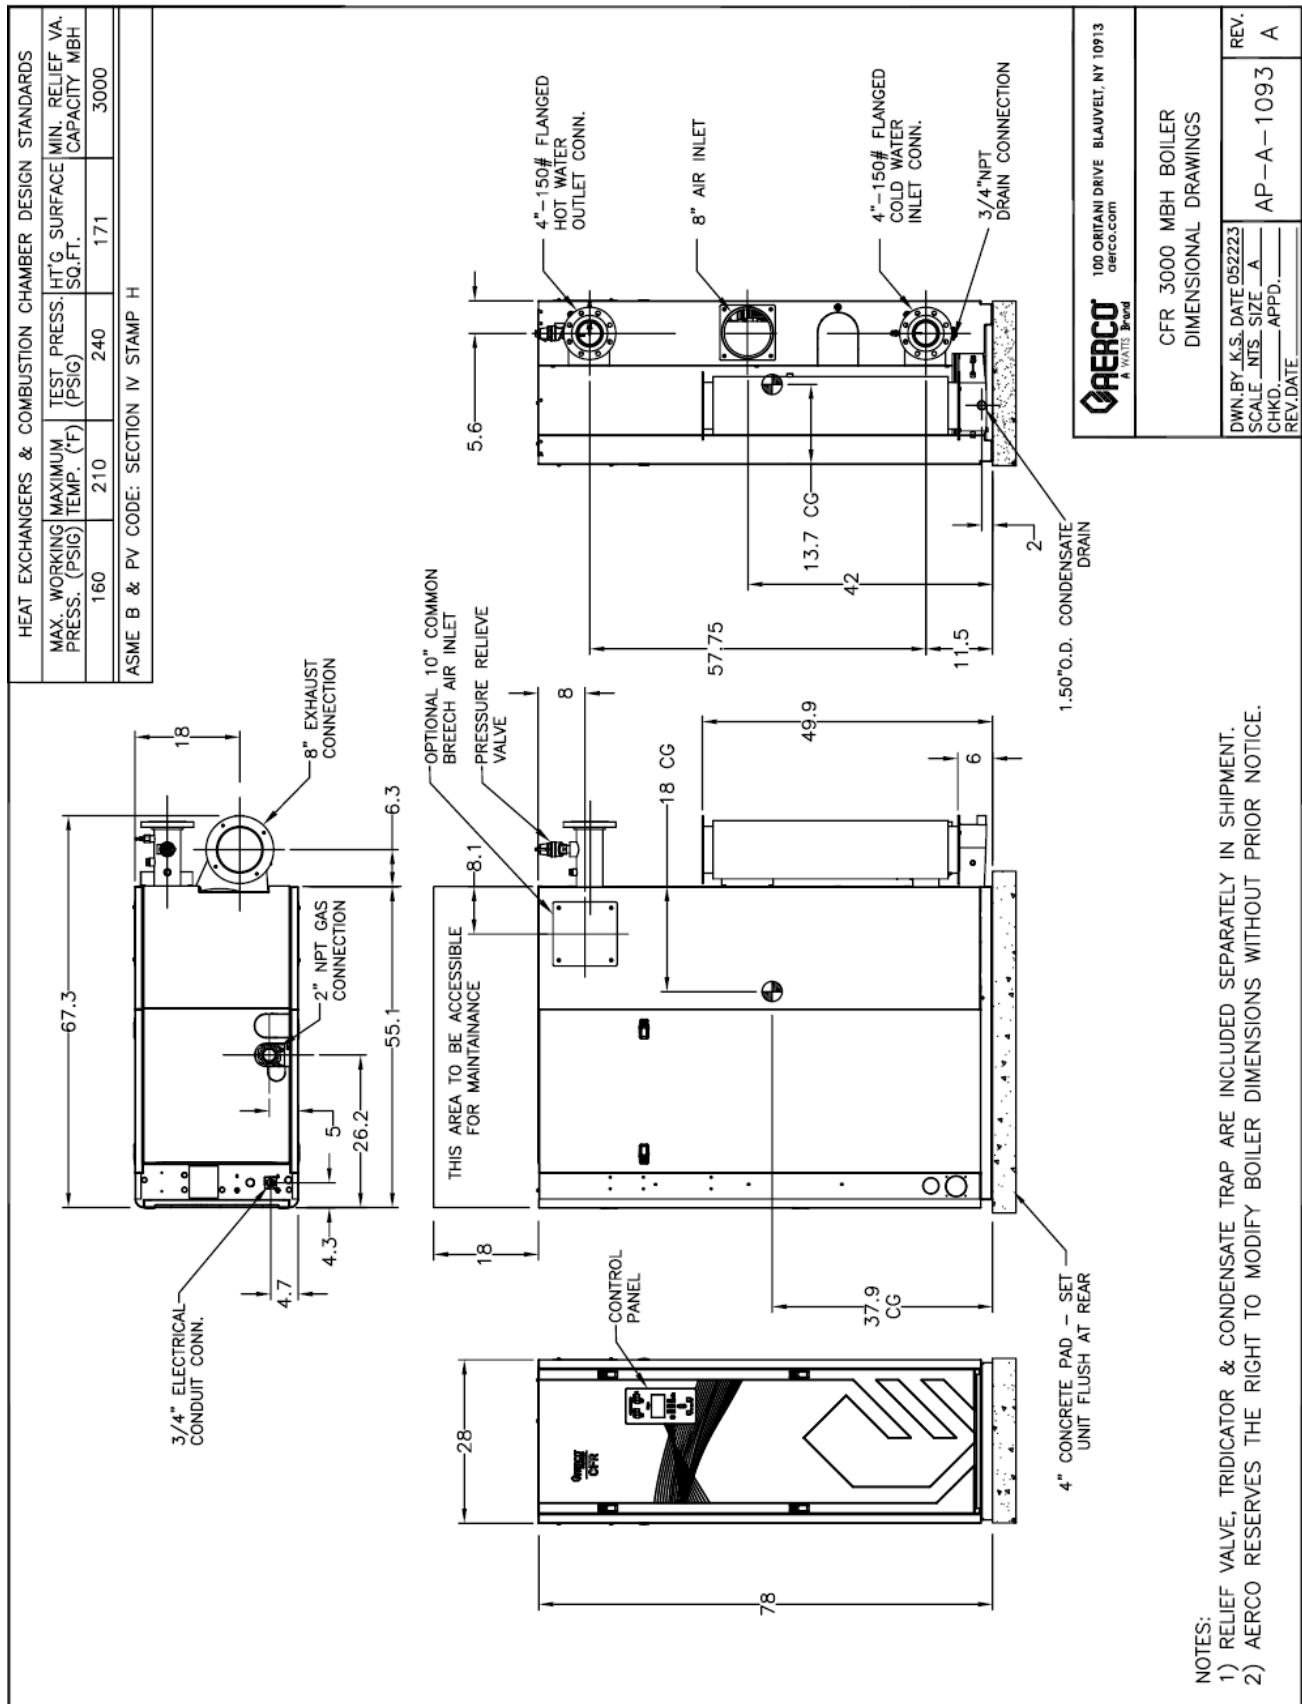 HEAT EXCHANGERS & COMBUSTION CHAMBER DESIGN STANDARDS
MAX. WORKING PRESS. (PSIG)
MAXIMUM TEMP. (°F)
TEST PRESS. (PSIG)
HT'G SURFACE SQ.FT.
MIN. RELIEF VA. CAPACITY MBH
160
210
240
171
3000
ASME B & PV CODE: SECTION IV STAMP H
67.3
18
8" EXHAUST
CONNECTION
6.3
2" NPT GAS
CONNECTION
55.1
5
26.2
3/4" ELECTRICAL
CONDUIT CONN.
4.7
4.3
28
CONTROL
PANEL
AERCO
CFR
78
18
THIS AREA TO BE ACCESSIBLE
FOR MAINTAINANCE
8.1
OPTIONAL 10" COMMON
BREECH AIR INLET
PRESSURE RELIEVE
VALVE
8
18 CG
49.9
6
37.9
CG
4" CONCRETE PAD - SET
UNIT FLUSH AT REAR
5.6
4"-150# FLANGED
HOT WATER
OUTLET CONN.
8" AIR INLET
4"-150# FLANGED
COLD WATER
INLET CONN.
3/4"NPT
DRAIN CONNECTION
13.7 CG
42
57.75
11.5
2
1.50"O.D. CONDENSATE
DRAIN
NOTES:
1) RELIEF VALVE, TRIDICATOR & CONDENSATE TRAP ARE INCLUDED SEPARATELY IN SHIPMENT.
2) AERCO RESERVES THE RIGHT TO MODIFY BOILER DIMENSIONS WITHOUT PRIOR NOTICE.
AERCO
A WATTS Brand
100 ORITANI DRIVE BLAUVELT, NY 10913
aerco.com
CFR 3000 MBH BOILER
DIMENSIONAL DRAWINGS
DWN.BY K.S. DATE 052223
SCALE NTS SIZE A
CHKD. APPD.
REV.DATE
AP-A-1093
REV.
A